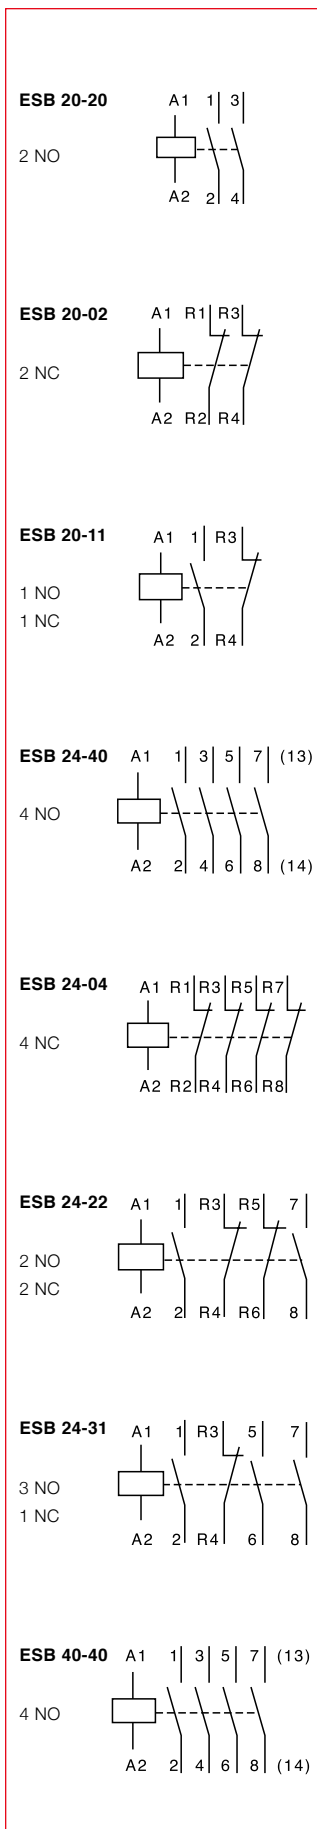 ESB 20-20 A1 1 3
2 NO
A2 2 4
ESB 20-02 A1 R1 R3
2 NC
A2 R2 R4
ESB 20-11 A1 1 R3
1 NO
1 NC
A2 2 R4
ESB 24-40 A1 1 3 5 7 (13)
4 NO
A2 2 4 6 8 (14)
ESB 24-04 A1 R1 R3 R5 R7
4 NC
A2 R2 R4 R6 R8
ESB 24-22 A1 1 R3 R5 7
2 NO
2 NC
A2 2 R4 R6 8
ESB 24-31 A1 1 R3 5 7
3 NO
1 NC
A2 2 R4 6 8
ESB 40-40 A1 1 3 5 7 (13)
4 NO
A2 2 4 6 8 (14)